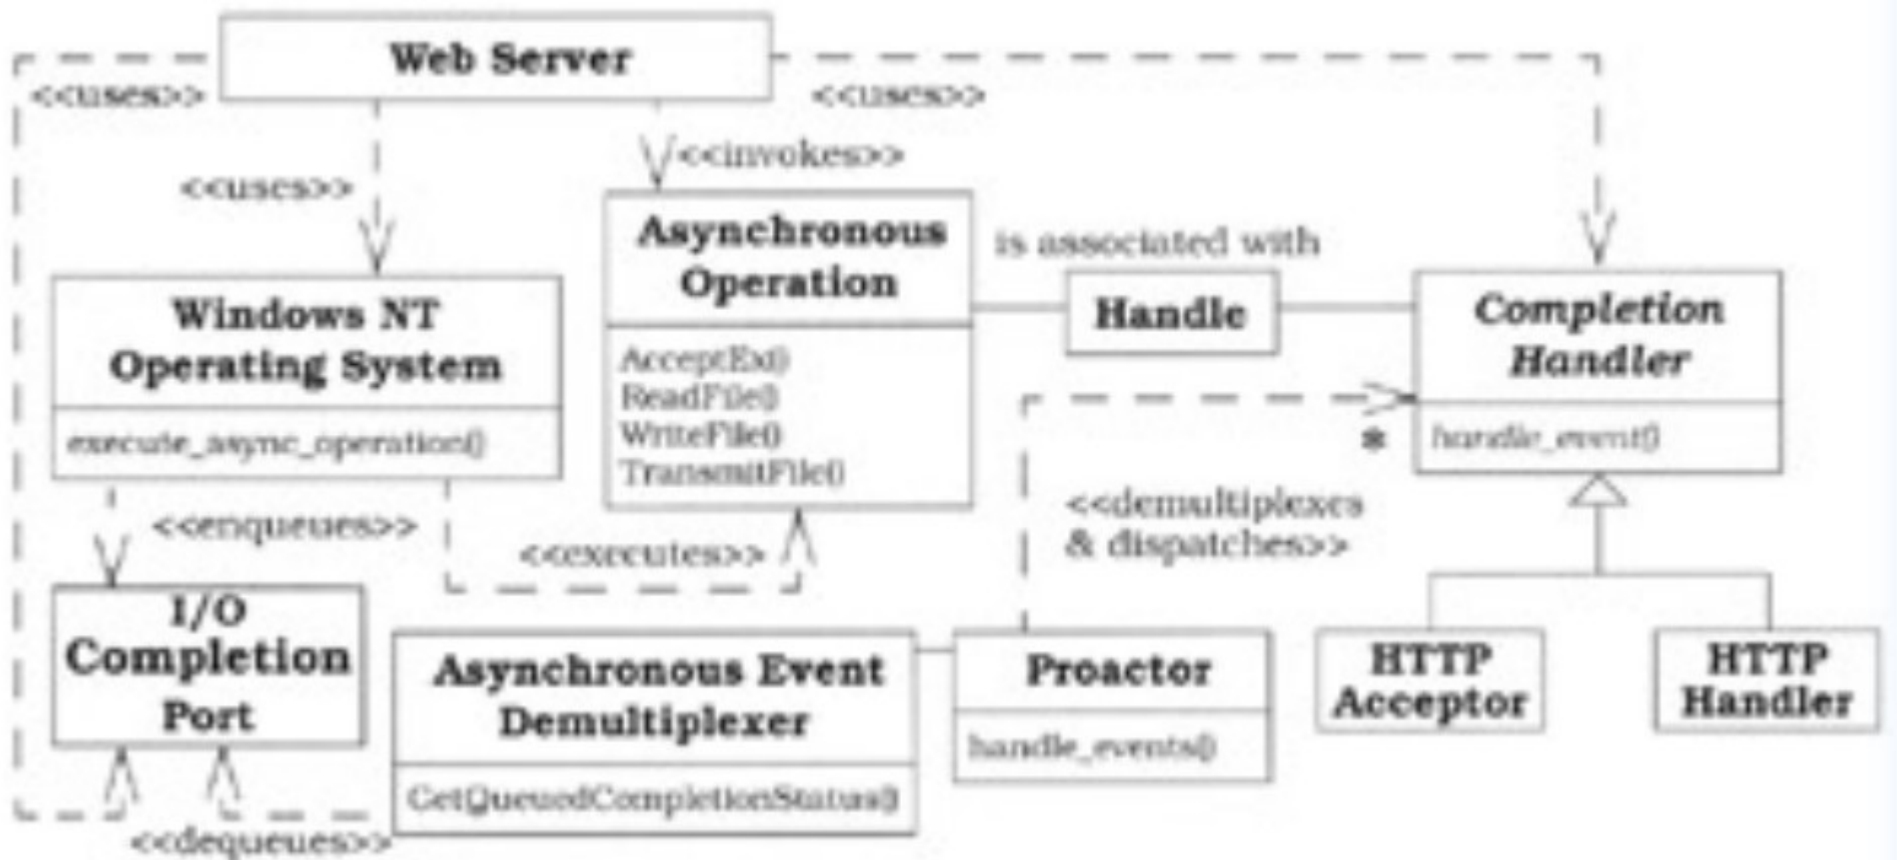 Web Server
<<uses>>
<<uses>>
<<invokes>>
<<uses>>
Asynchronous
Operation
AcceptEx()
ReadFile()
WriteFile()
TransmitFile()
is associated with
Handle
Completion
Handler
handle_event()
Windows NT
Operating System
execute_async_operation()
*
<<enqueues>>
<<executes>>
<<demultiplexes
& dispatches>>
I/O
Completion
Port
Asynchronous Event
Demultiplexer
GetQueuedCompletionStatus()
Proactor
handle_events()
HTTP
Acceptor
HTTP
Handler
<<dequeues>>